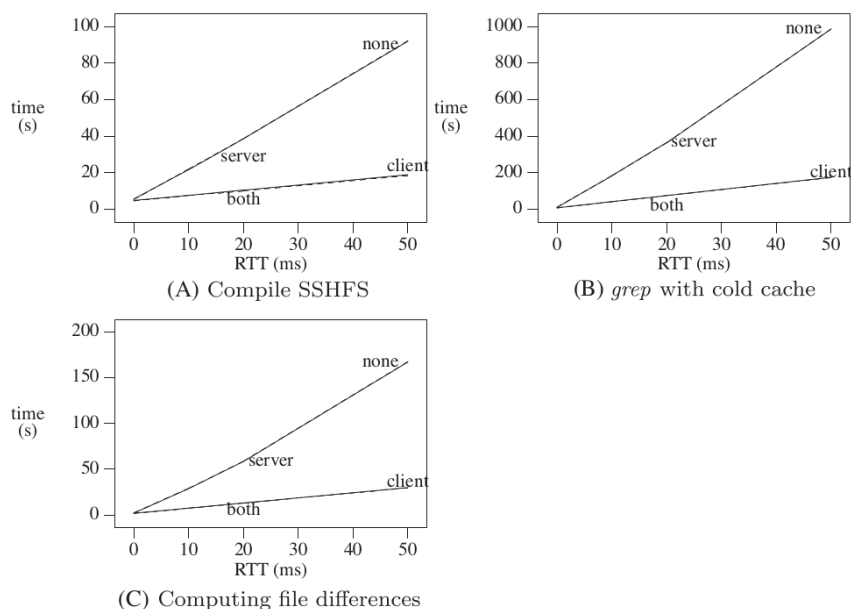 100
80
60
40
20
0
time
(s)
none
server
client
both
0 10 20 30 40 50
RTT (ms)
(A) Compile SSHFS
1000
800
600
400
200
0
time
(s)
none
server
client
both
0 10 20 30 40 50
RTT (ms)
(B) grep with cold cache
200
150
100
50
0
time
(s)
none
server
client
both
0 10 20 30 40 50
RTT (ms)
(C) Computing file differences